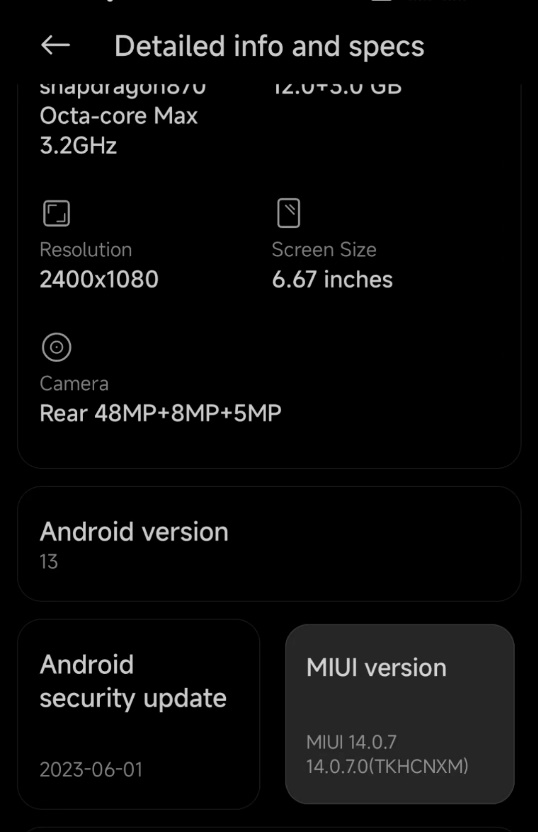 Detailed info and specs
snapdragon870
12.0+5.0 GB
Octa-core Max
3.2GHz
Resolution
Screen Size
2400x1080
6.67 inches
Camera
Rear 48MP+8MP+5MP
Android version
13
Android
security update
2023-06-01
MIUI version
MIUI 14.0.7
14.0.7.0(TKHCNXM)